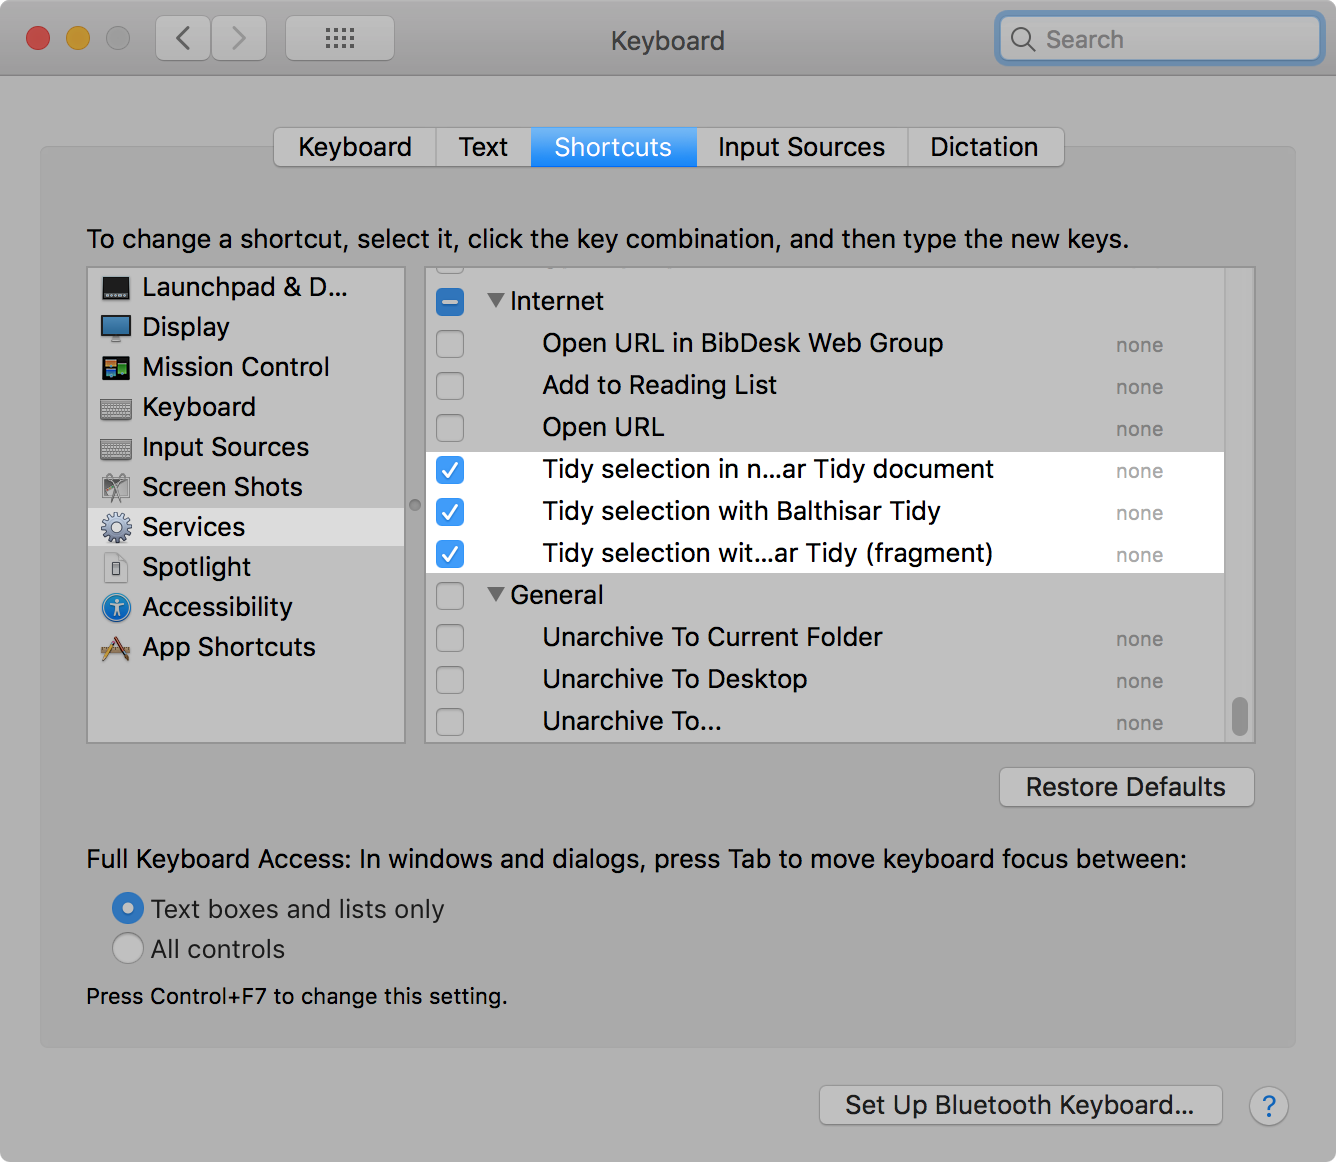 Keyboard
Search
Keyboard
Text
Shortcuts
Input Sources
Dictation
To change a shortcut, select it, click the key combination, and then type the new keys.
Launchpad & D...
Display
Mission Control
Keyboard
Input Sources
Screen Shots
Services
Spotlight
Accessibility
App Shortcuts
Internet
Open URL in BibDesk Web Group none
Add to Reading List none
Open URL none
Tidy selection in n...ar Tidy document none
Tidy selection with Balthisar Tidy none
Tidy selection wit...ar Tidy (fragment) none
General
Unarchive To Current Folder none
Unarchive To Desktop none
Unarchive To... none
Restore Defaults
Full Keyboard Access: In windows and dialogs, press Tab to move keyboard focus between:
Text boxes and lists only
All controls
Press Control+F7 to change this setting.
Set Up Bluetooth Keyboard...
?